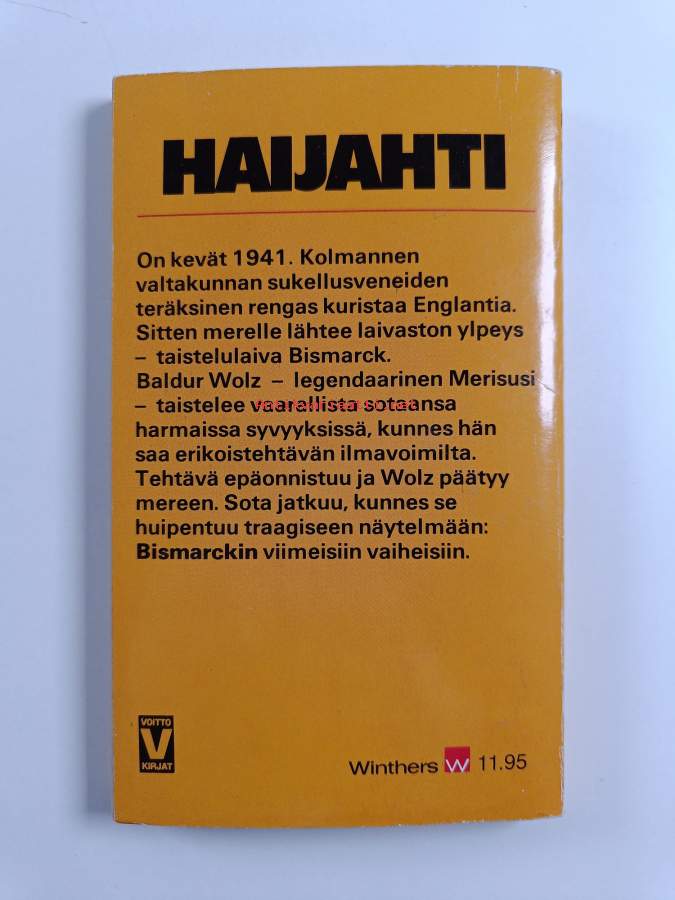 HAIJAHTI
On kevät 1941. Kolmannen
valtakunnan sukellusveneiden
teräksinen rengas kuristaa Englantia.
Sitten merelle lähtee laivaston ylpeys
– taistelulaiva Bismarck.
Baldur Wolz – legendaarinen Merisusi
– taistelee vaarallista sotaansa
harmaissa syvyyksissä, kunnes hän
saa erikoistehtävän ilmavoimilta.
Tehtävä epäonnistuu ja Wolz päätyy
mereen. Sota jatkuu, kunnes se
huipentuu traagiseen näytelmään:
Bismarckin viimeisiin vaiheisiin.
VOITTO
V
KIRJAT
Winthers W 11.95